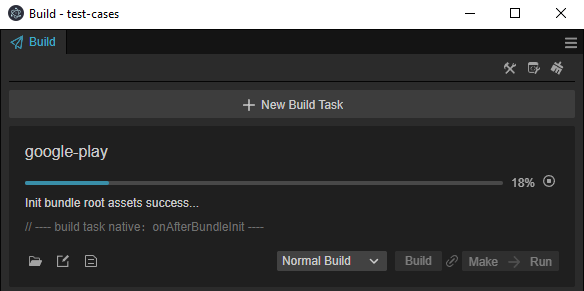 Build - test-cases
Build
New Build Task
google-play
18%
Init bundle root assets success...
// ---- build task native：onAfterBundleInit ----
Normal Build
Build
Make
Run